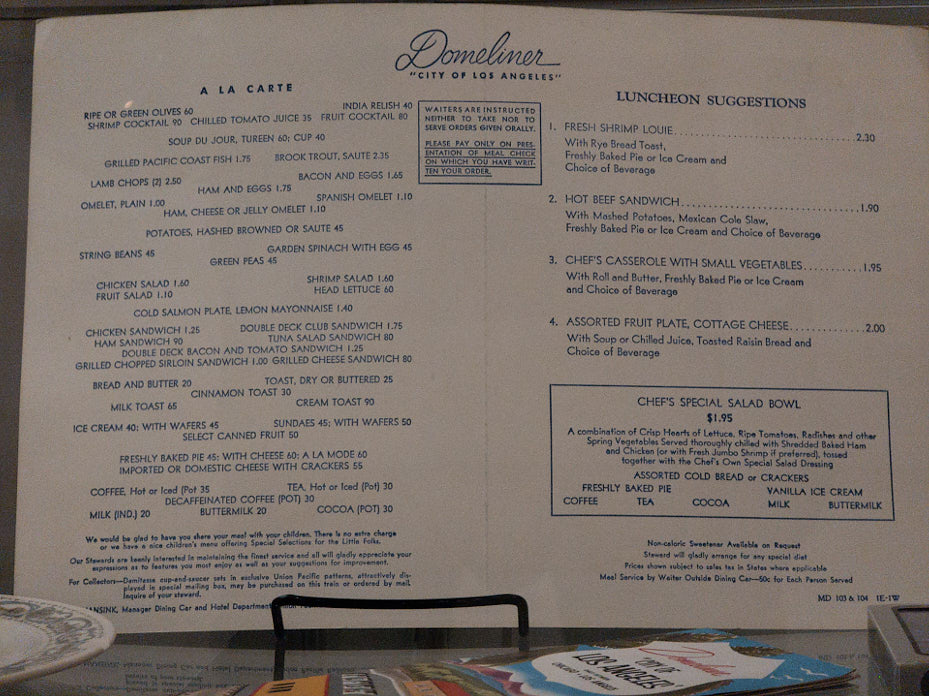 Domeliner
"CITY OF LOS ANGELES"
A LA CARTE
RIPE OR GREEN OLIVES 60 INDIA RELISH 40
SHRIMP COCKTAIL 90 CHILLED TOMATO JUICE 35 FRUIT COCKTAIL 80
SOUP DU JOUR, TUREEN 60; CUP 40
GRILLED PACIFIC COAST FISH 1.75 BROOK TROUT, SAUTE 2.35
LAMB CHOPS (2) 2.50 BACON AND EGGS 1.65
HAM AND EGGS 1.75
OMELET, PLAIN 1.00 SPANISH OMELET 1.10
HAM, CHEESE OR JELLY OMELET 1.10
POTATOES, HASHED BROWNED OR SAUTE 45
STRING BEANS 45 GARDEN SPINACH WITH EGG 45
GREEN PEAS 45
CHICKEN SALAD 1.60 SHRIMP SALAD 1.60
FRUIT SALAD 1.10 HEAD LETTUCE 60
COLD SALMON PLATE, LEMON MAYONNAISE 1.40
CHICKEN SANDWICH 1.25 DOUBLE DECK CLUB SANDWICH 1.75
HAM SANDWICH 90 TUNA SALAD SANDWICH 80
DOUBLE DECK BACON AND TOMATO SANDWICH 1.25
GRILLED CHOPPED SIRLOIN SANDWICH 1.00 GRILLED CHEESE SANDWICH 80
BREAD AND BUTTER 20 TOAST, DRY OR BUTTERED 25
CINNAMON TOAST 30
MILK TOAST 65 CREAM TOAST 90
ICE CREAM 40; WITH WAFERS 45 SUNDAES 45; WITH WAFERS 50
SELECT CANNED FRUIT 50
FRESHLY BAKED PIE 45; WITH CHEESE 60; A LA MODE 60
IMPORTED OR DOMESTIC CHEESE WITH CRACKERS 55
COFFEE, Hot or Iced (Pot 35 TEA, Hot or Iced (Pot) 30
DECAFFEINATED COFFEE (POT) 30
MILK (IND.) 20 BUTTERMILK 20 COCOA (POT) 30
We would be glad to have you share your meal with your children. There is no extra charge
or we have a nice children's menu offering Special Selections for the Little Folks.
Our Stewards are keenly interested in maintaining the finest service and all will gladly appreciate your
expressions as to features you most enjoy as well as your suggestions for improvement.
For Collectors—Demitasse cup-and-saucer sets in exclusive Union Pacific patterns, attractively dis-
played in special mailing box, may be purchased on this train or ordered by mail.
Inquire of your steward.
ANSINK, Manager Dining Car and Hotel Department
WAITERS ARE INSTRUCTED
NEITHER TO TAKE NOR TO
SERVE ORDERS GIVEN ORALLY.
PLEASE PAY ONLY ON PRES-
ENTATION OF MEAL CHECK
ON WHICH YOU HAVE WRIT-
TEN YOUR ORDER.
LUNCHEON SUGGESTIONS
1. FRESH SHRIMP LOUIE 2.30
With Rye Bread Toast,
Freshly Baked Pie or Ice Cream and
Choice of Beverage
2. HOT BEEF SANDWICH 1.90
With Mashed Potatoes, Mexican Cole Slaw,
Freshly Baked Pie or Ice Cream and Choice of Beverage
3. CHEF'S CASSEROLE WITH SMALL VEGETABLES 1.95
With Roll and Butter, Freshly Baked Pie or Ice Cream
and Choice of Beverage
4. ASSORTED FRUIT PLATE, COTTAGE CHEESE 2.00
With Soup or Chilled Juice, Toasted Raisin Bread and
Choice of Beverage
CHEF'S SPECIAL SALAD BOWL
$1.95
A combination of Crisp Hearts of Lettuce, Ripe Tomatoes, Radishes and other
Spring Vegetables Served thoroughly chilled with Shredded Baked Ham
and Chicken (or with Fresh Jumbo Shrimp if preferred), tossed
together with the Chef's Own Special Salad Dressing
ASSORTED COLD BREAD or CRACKERS
FRESHLY BAKED PIE VANILLA ICE CREAM
COFFEE TEA COCOA MILK BUTTERMILK
Non-caloric Sweetener Available on Request
Steward will gladly arrange for any special diet
Prices shown subject to sales tax in States where applicable
Meal Service by Waiter Outside Dining Car—50c for Each Person Served
MD 103 & 104 1E-1W
CITY OF
LOS ANGELES